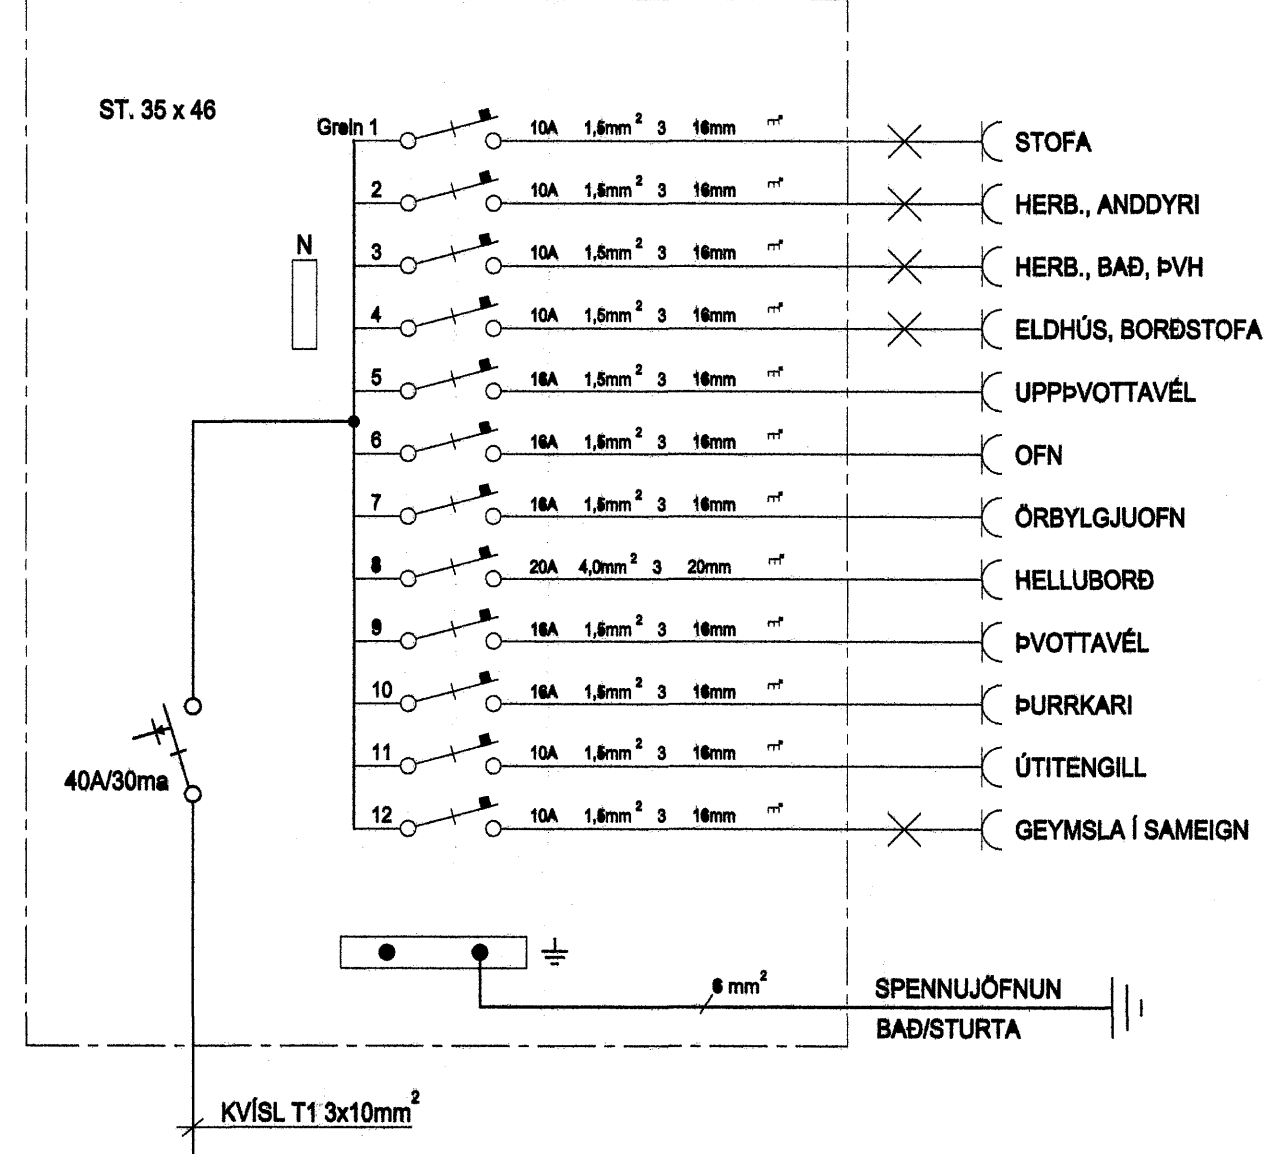 ST. 35 x 46
Grein 1 10A 1,5mm² 3 16mm STOFA
2 10A 1,5mm² 3 16mm HERB., ANDDYRI
N
3 10A 1,5mm² 3 16mm HERB., BAÐ, ÞVH
4 10A 1,5mm² 3 16mm ELDHÚS, BORÐSTOFA
5 16A 1,5mm² 3 16mm UPPÞVOTTAVÉL
6 16A 1,5mm² 3 16mm OFN
7 16A 1,5mm² 3 16mm ÖRBYLGJUOFN
8 20A 4,0mm² 3 20mm HELLUBORÐ
9 16A 1,5mm² 3 16mm ÞVOTTAVÉL
10 16A 1,5mm² 3 16mm ÞURRKARI
11 10A 1,5mm² 3 16mm ÚTITENGILL
40A/30ma
12 10A 1,5mm² 3 16mm GEYMSLA Í SAMEIGN
6 mm²
SPENNUJÖFNUN
BAÐ/STURTA
KVÍSL T1 3x10mm²